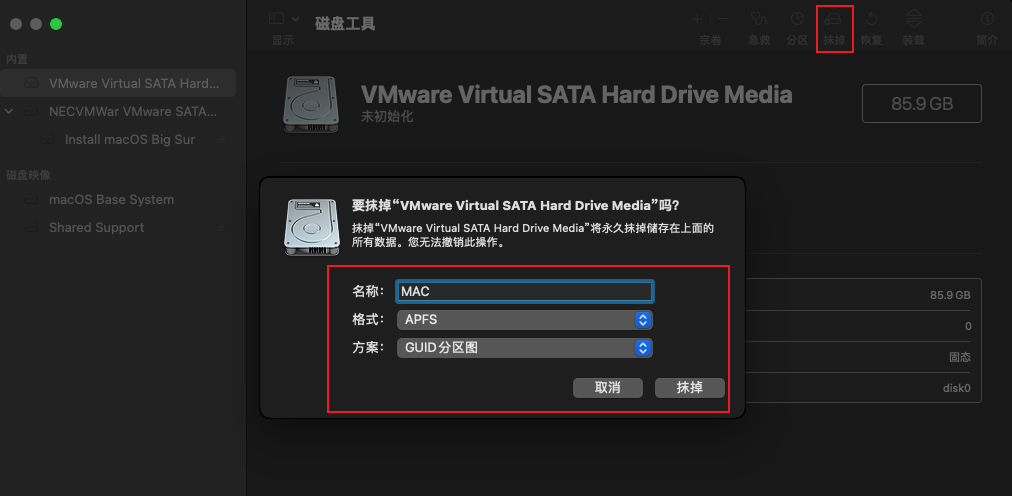 磁盘工具
显示
宗卷
急救
分区
抹掉
恢复
装载
简介
内置
VMware Virtual SATA Hard...
NECVMWar VMware SATA...
Install macOS Big Sur
磁盘映像
macOS Base System
Shared Support
VMware Virtual SATA Hard Drive Media
未初始化
85.9 GB
要抹掉“VMware Virtual SATA Hard Drive Media”吗?
抹掉“VMware Virtual SATA Hard Drive Media”将永久抹掉储存在上面的
所有数据。您无法撤销此操作。
名称: MAC
格式: APFS
方案: GUID分区图
取消
抹掉
85.9 GB
0
固态
disk0